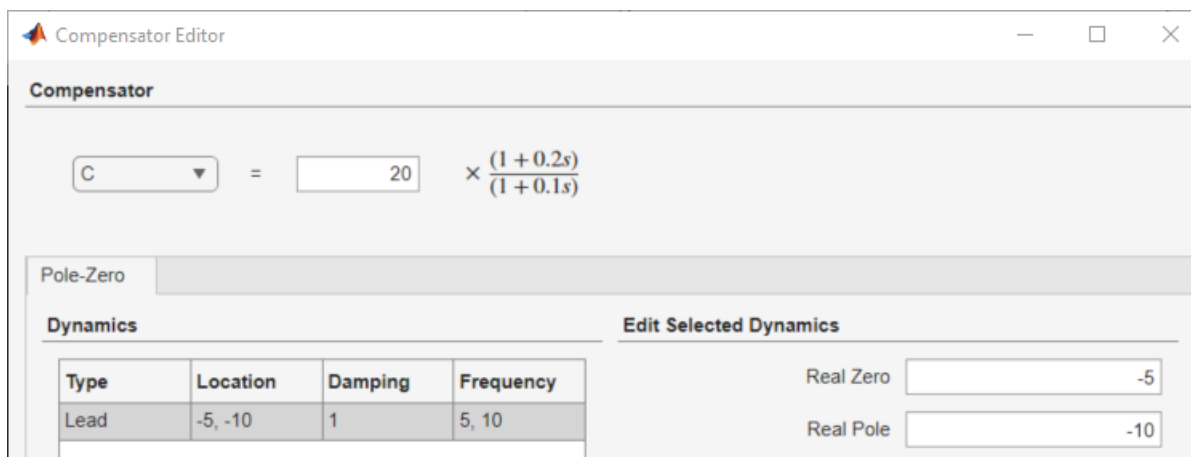 Compensator Editor
Compensator
C = 20 × (1 + 0.2s)
(1 + 0.1s)
Pole-Zero
Dynamics
Type Location Damping Frequency
Lead -5, -10 1 5, 10
Edit Selected Dynamics
Real Zero -5
Real Pole -10